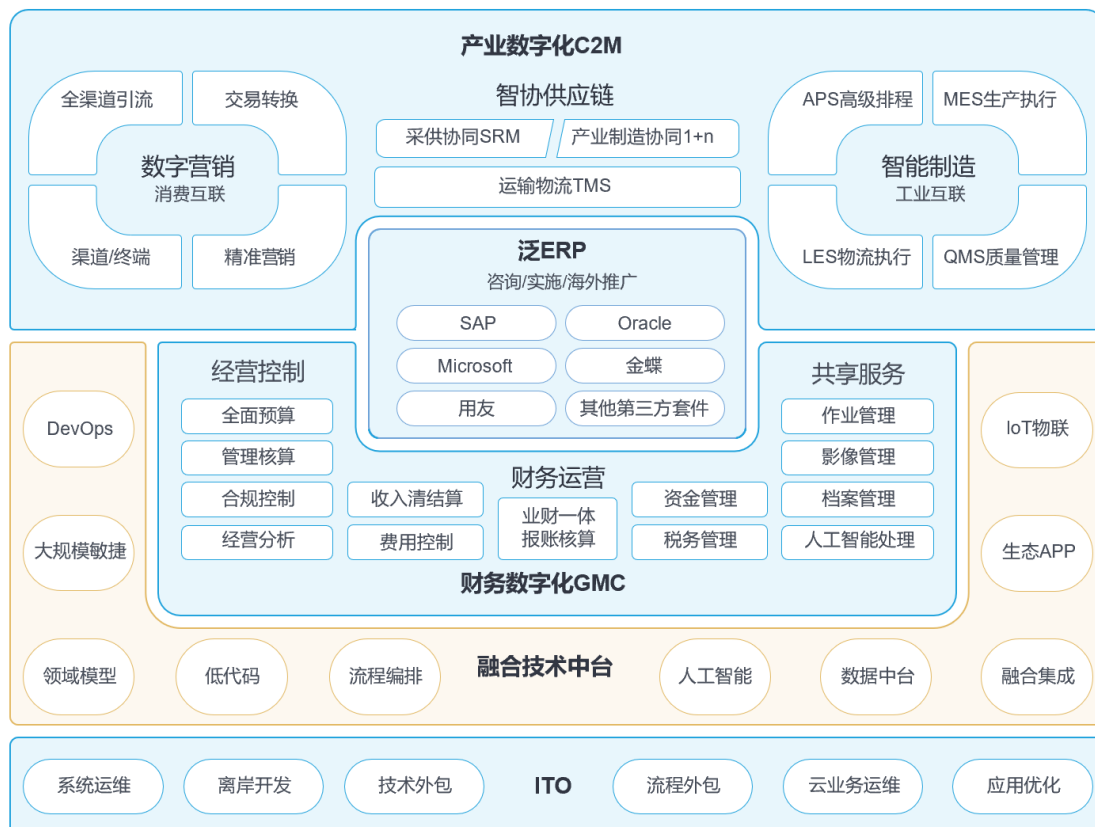 产业数字化C2M
全渠道引流
交易转换
数字营销
消费互联
渠道/终端
精准营销
智协供应链
采供协同SRM
产业制造协同1+n
运输物流TMS
APS高级排程
MES生产执行
智能制造
工业互联
LES物流执行
QMS质量管理
泛ERP
咨询/实施/海外推广
SAP
Oracle
Microsoft
金蝶
用友
其他第三方套件
经营控制
全面预算
管理核算
合规控制
经营分析
财务运营
收入清结算
费用控制
业财一体
报账核算
资金管理
税务管理
共享服务
作业管理
影像管理
档案管理
人工智能处理
财务数字化GMC
DevOps
大规模敏捷
IoT物联
生态APP
领域模型
低代码
流程编排
融合技术中台
人工智能
数据中台
融合集成
系统运维
离岸开发
技术外包
ITO
流程外包
云业务运维
应用优化